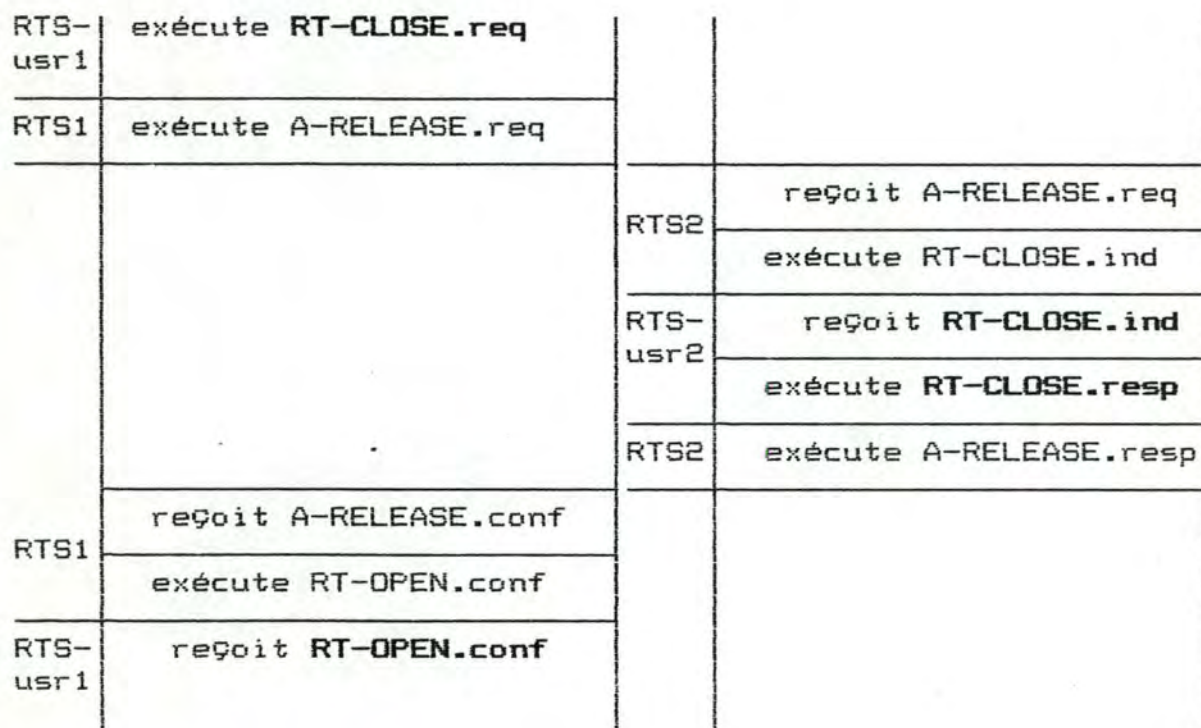 RTS- exécute RT-CLOSE.req
usr1
RTS1 exécute A-RELEASE.req
reçoit A-RELEASE.req
RTS2
exécute RT-CLOSE.ind
RTS- reçoit RT-CLOSE.ind
usr2
exécute RT-CLOSE.resp
RTS2 exécute A-RELEASE.resp
reçoit A-RELEASE.conf
RTS1
exécute RT-OPEN.conf
RTS- reçoit RT-OPEN.conf
usr1